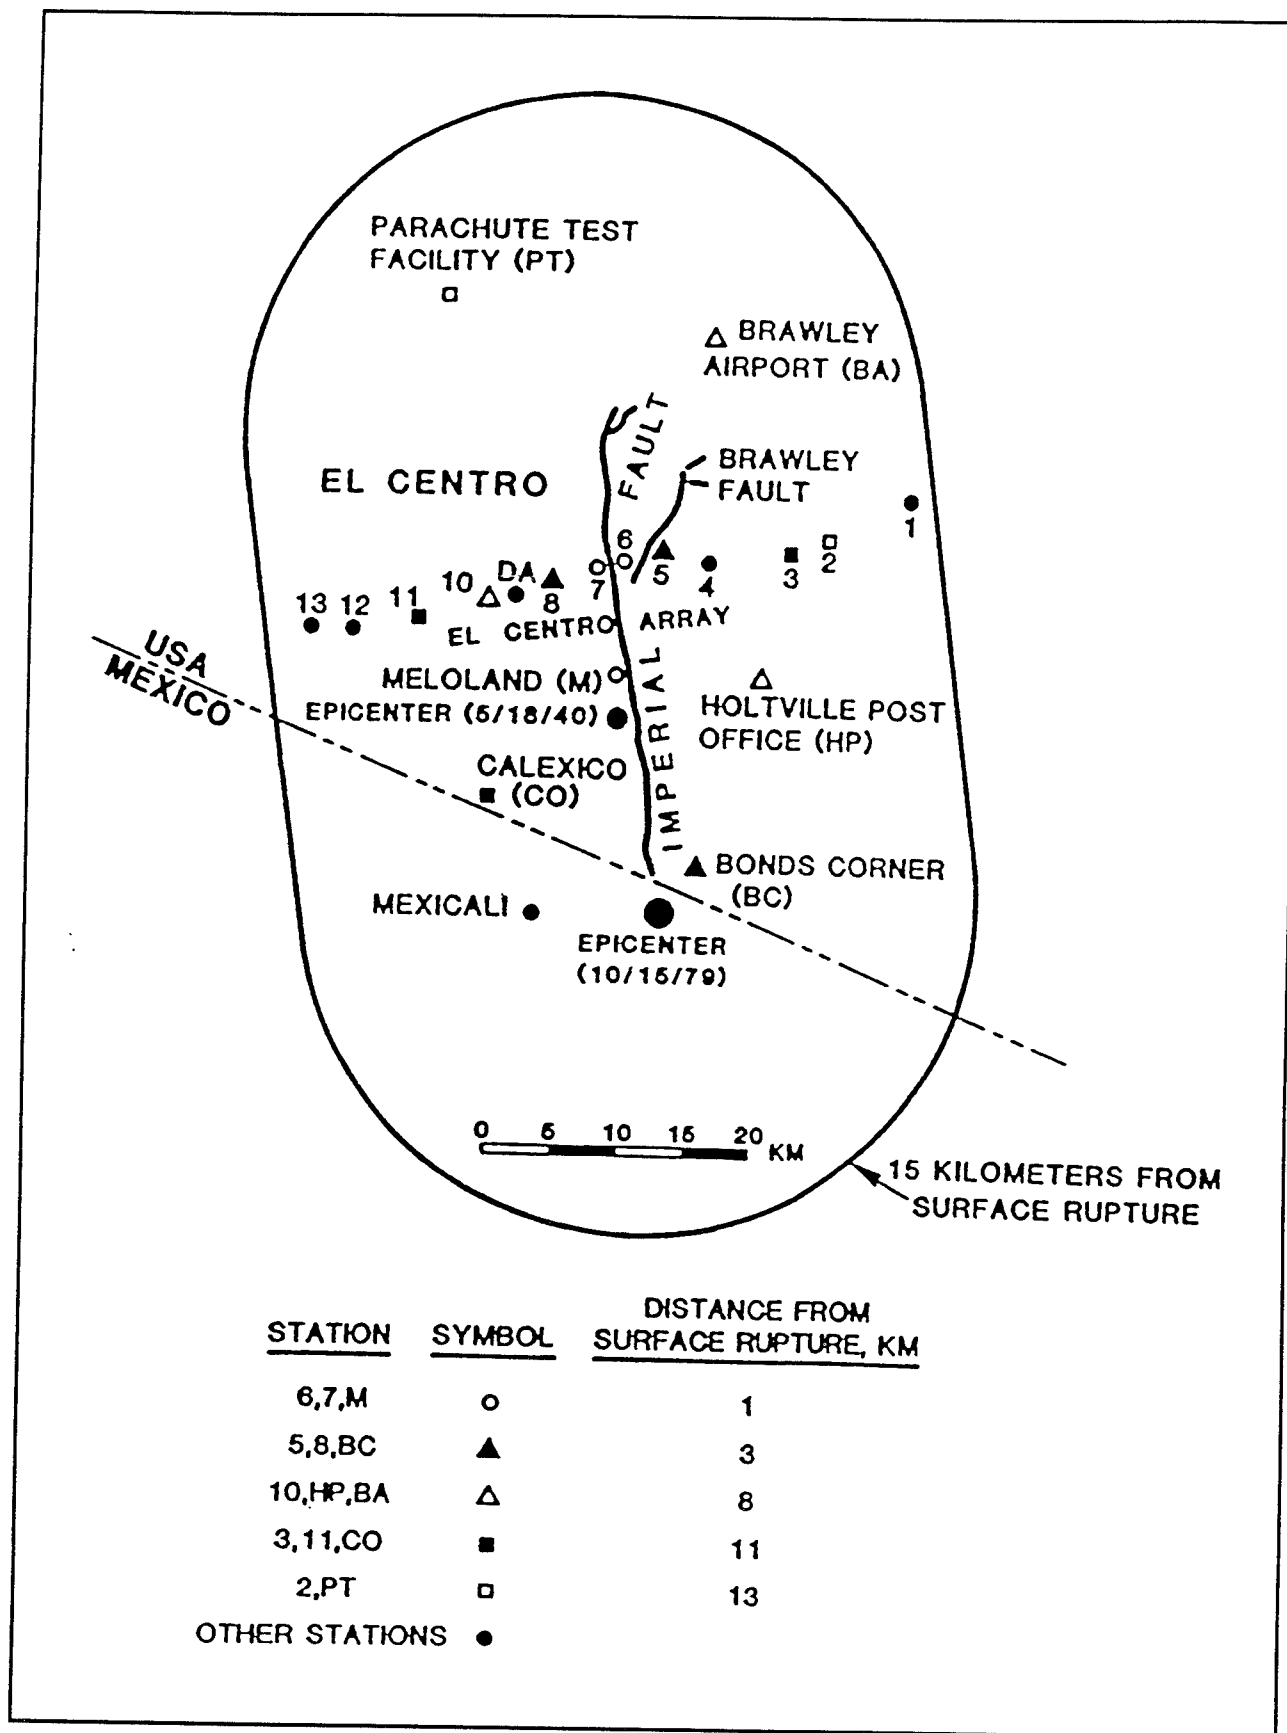 PARACHUTE TEST
FACILITY (PT)
BRAWLEY
AIRPORT (BA)
FAULT
EL CENTRO
BRAWLEY
FAULT
1
2
3
4
5
6
7
8
DA
10
11
12
13
EL CENTRO ARRAY
USA
MEXICO
MELOLAND (M)
EPICENTER (5/18/40)
IMPERIAL
HOLTVILLE POST
OFFICE (HP)
CALEXICO
(CO)
BONDS CORNER
(BC)
MEXICALI
EPICENTER
(10/15/79)
0 5 10 15 20 KM
15 KILOMETERS FROM
SURFACE RUPTURE
DISTANCE FROM
STATION SYMBOL SURFACE RUPTURE, KM
6,7,M 1
5,8,BC 3
10,HP,BA 8
3,11,CO 11
2,PT 13
OTHER STATIONS